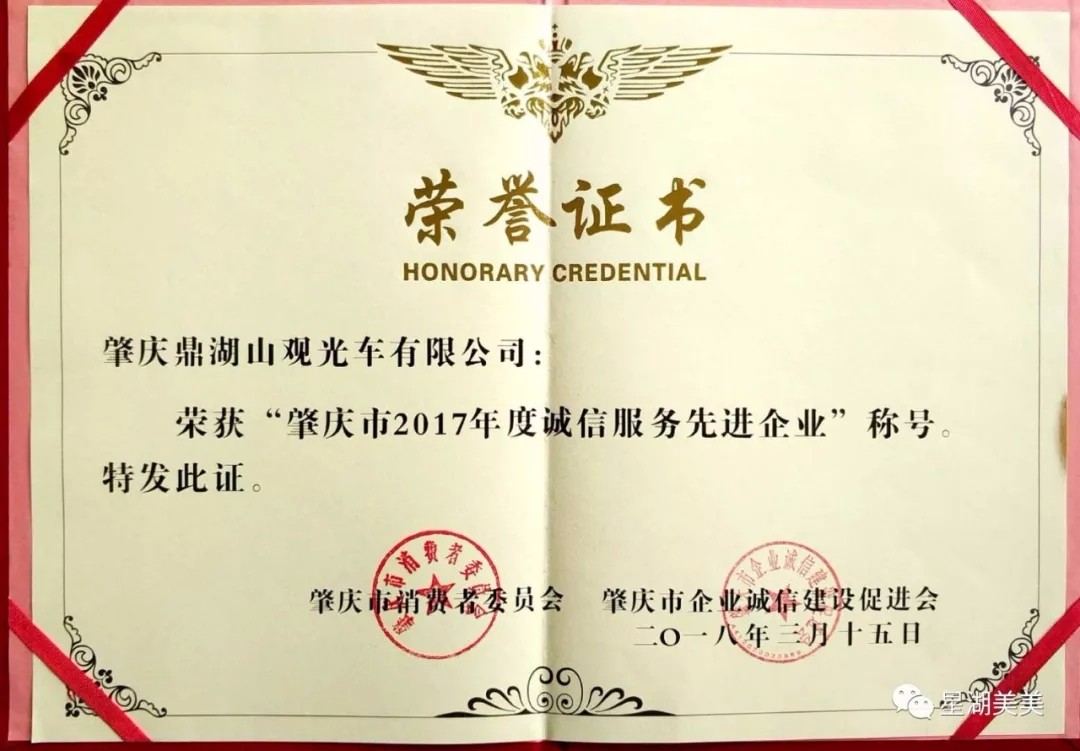 荣誉证书
HONORARY CREDENTIAL
肇庆鼎湖山观光车有限公司：
荣获“肇庆市2017年度诚信服务先进企业”称号。
特发此证。
肇庆市消费者委员会 肇庆市企业诚信建设促进会
二〇一八年三月十五日
星湖美美